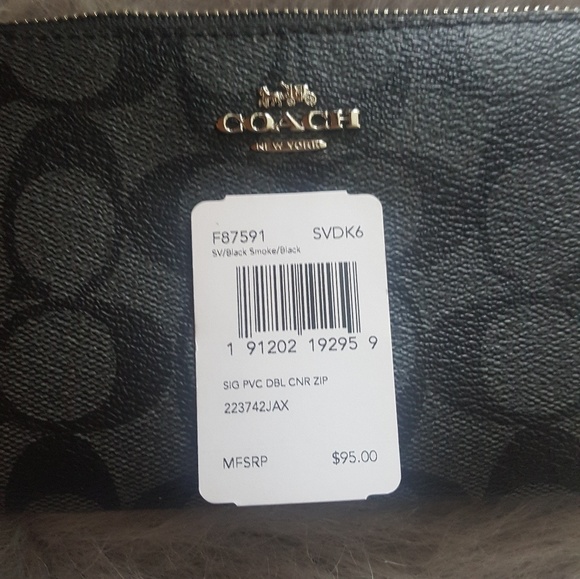 COACH
NEW YORK
F87591 SVDK6
SV/Black Smoke/Black
1 91202 19295 9
SIG PVC DBL CNR ZIP
223742JAX
MFSRP $95.00